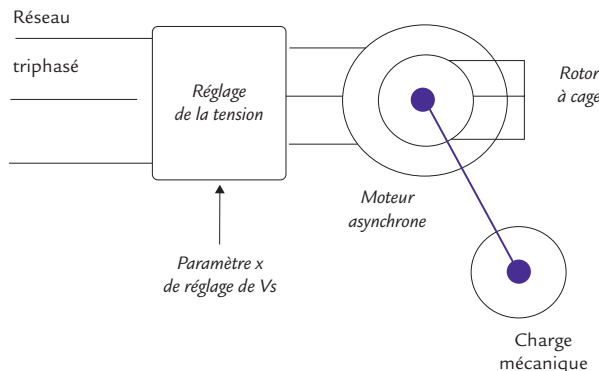 Réseau
triphasé
Réglage
de la tension
Rotor
à cage
Moteur
asynchrone
Paramètre x
de réglage de Vs
Charge
mécanique